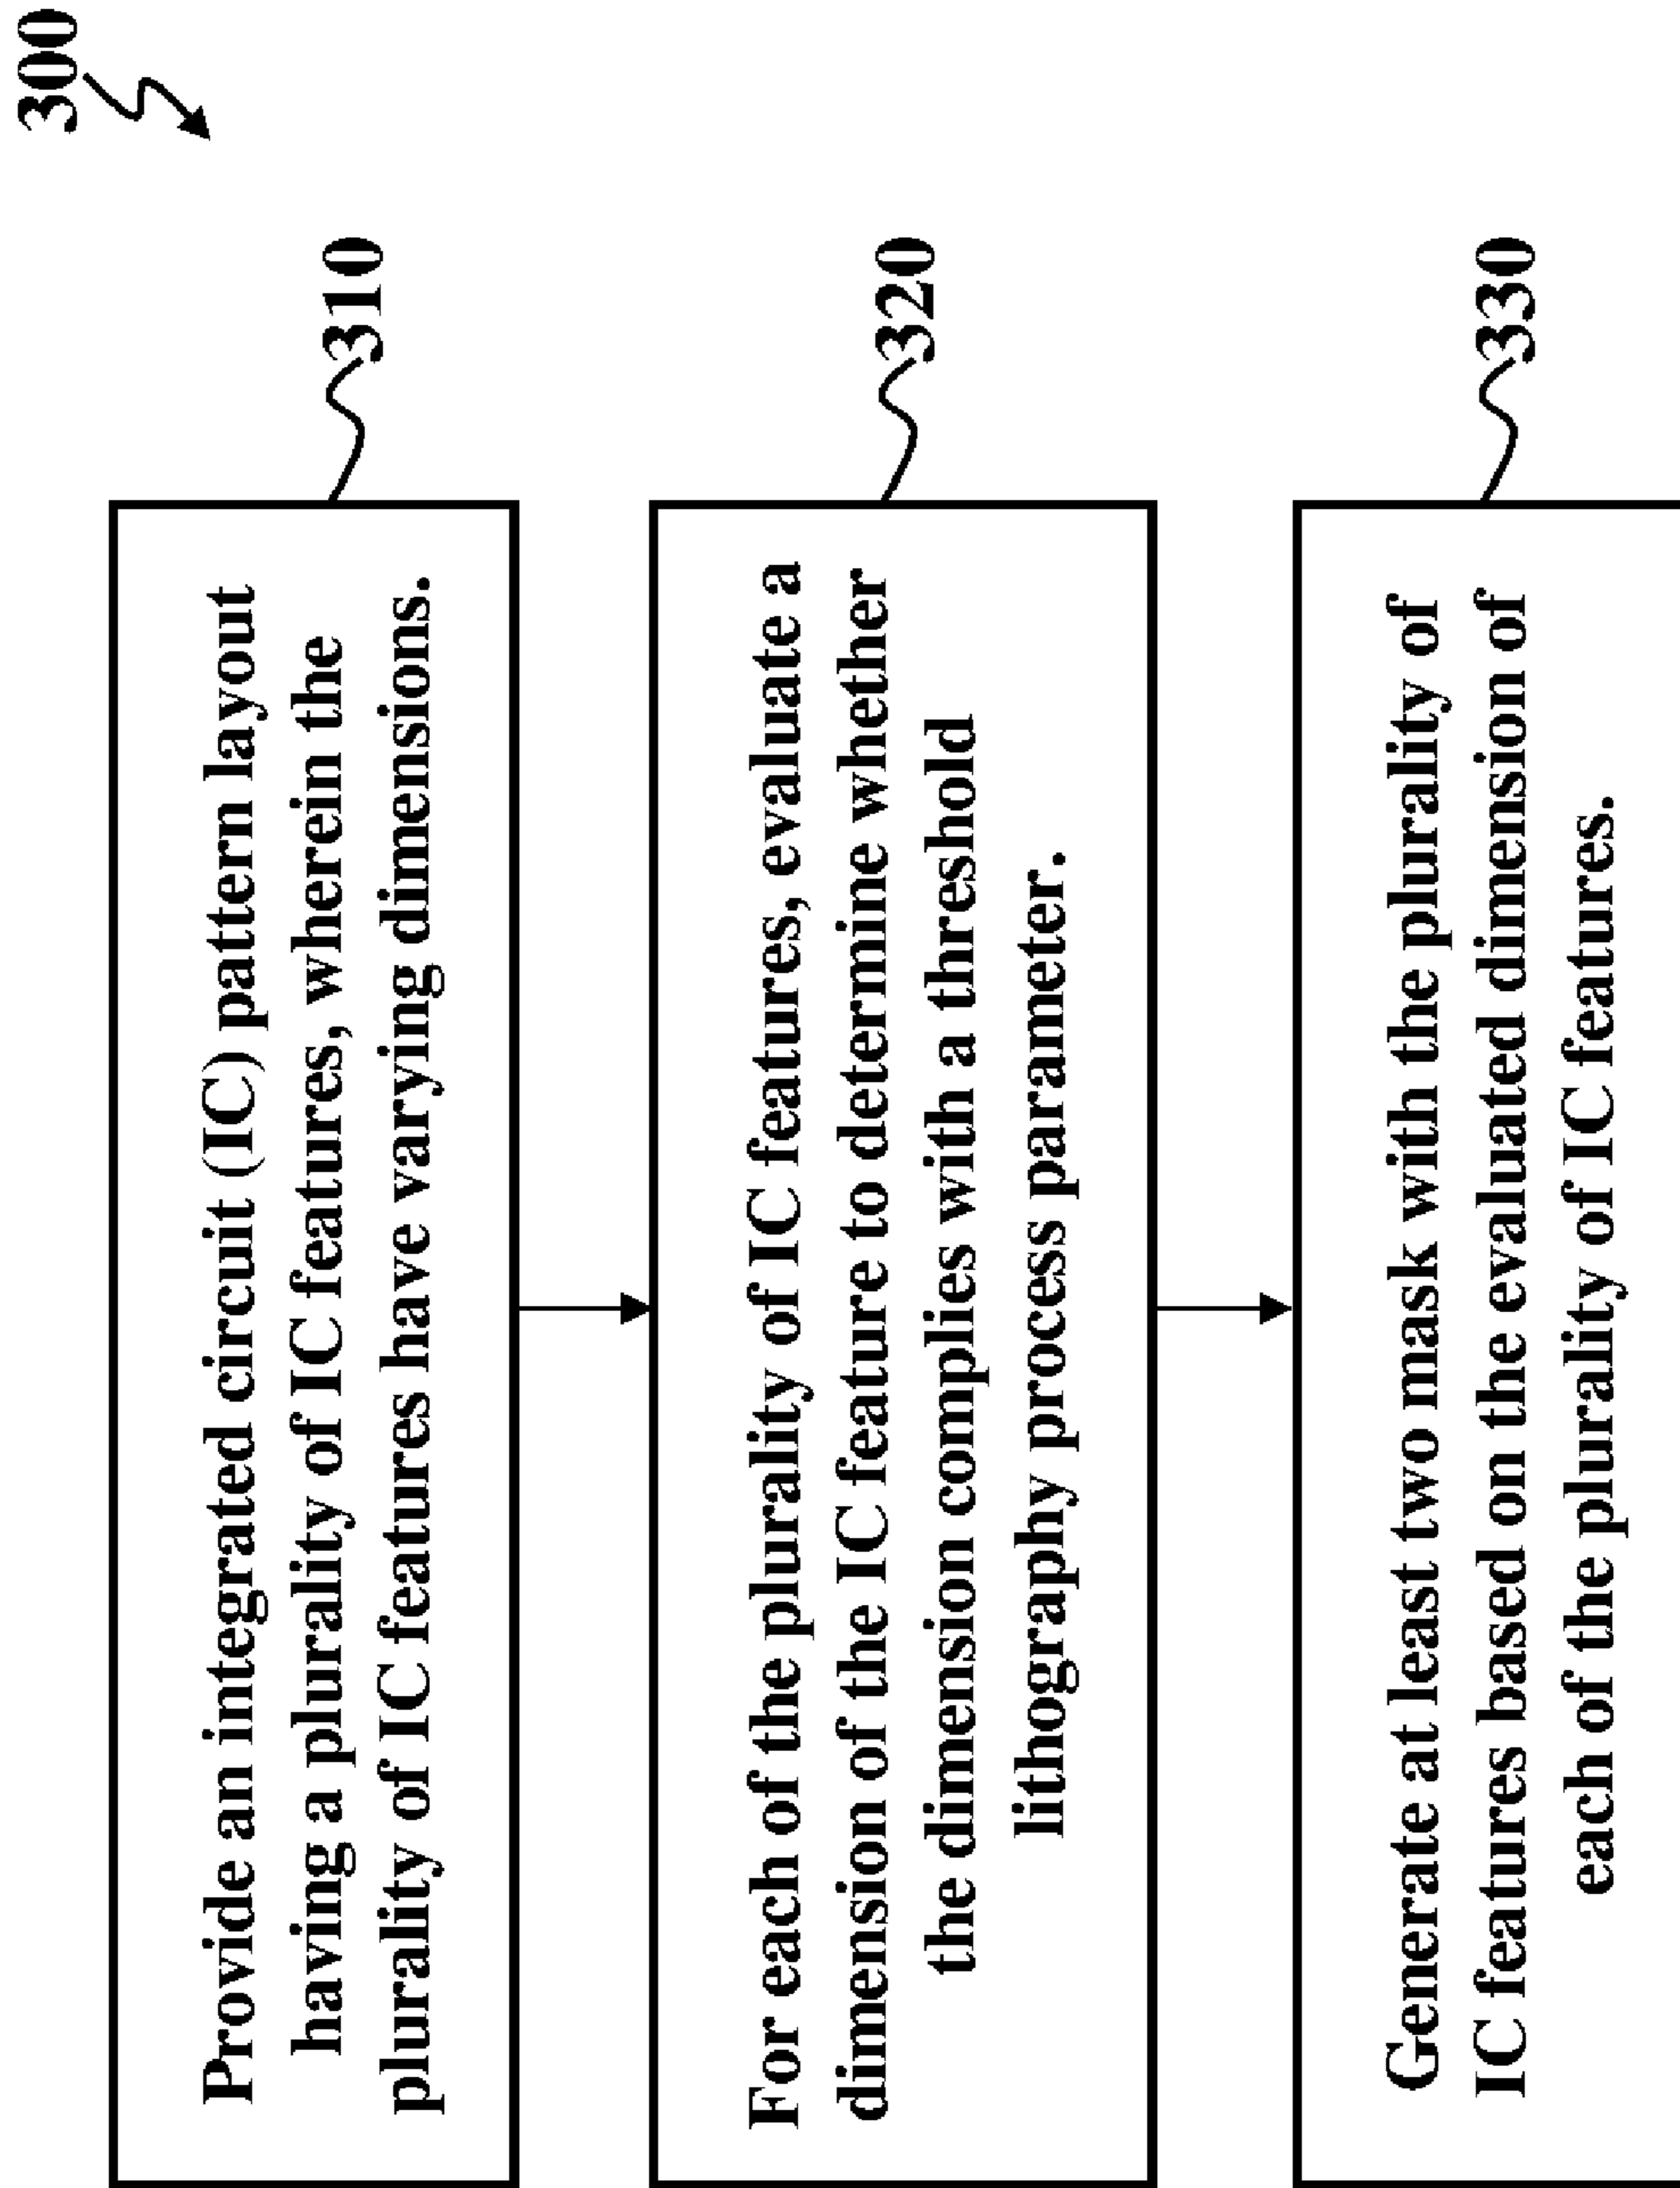 300
Provide an integrated circuit (IC) pattern layout
having a plurality of IC features, wherein the
plurality of IC features have varying dimensions.
310
For each of the plurality of IC features, evaluate a
dimension of the IC feature to determine whether
the dimension complies with a threshold
lithography process parameter.
320
Generate at least two mask with the plurality of
IC features based on the evaluated dimension of
each of the plurality of IC features.
330